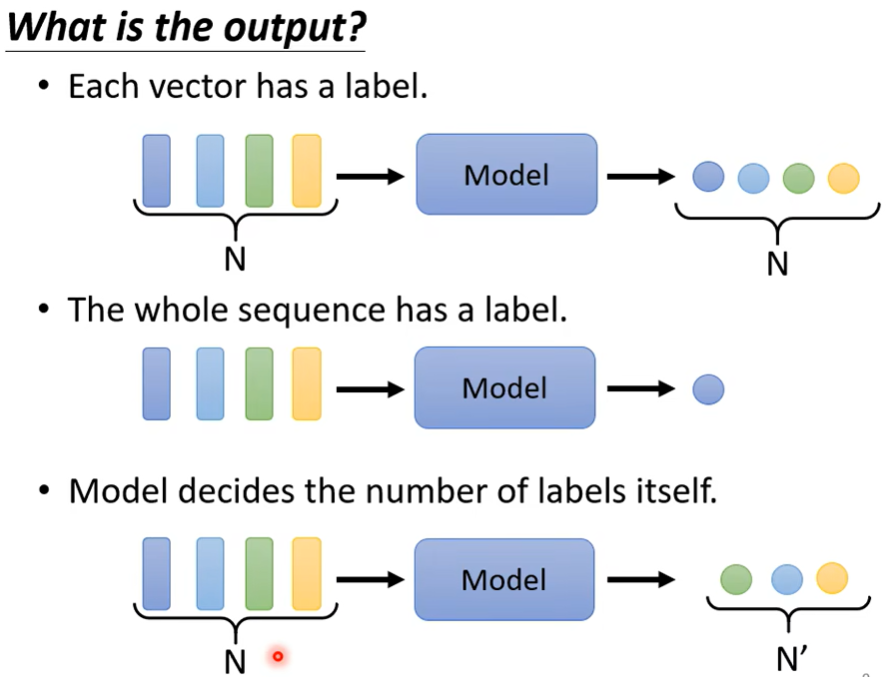 What is the output?
• Each vector has a label.
Model
N
N
• The whole sequence has a label.
Model
• Model decides the number of labels itself.
Model
N
N’